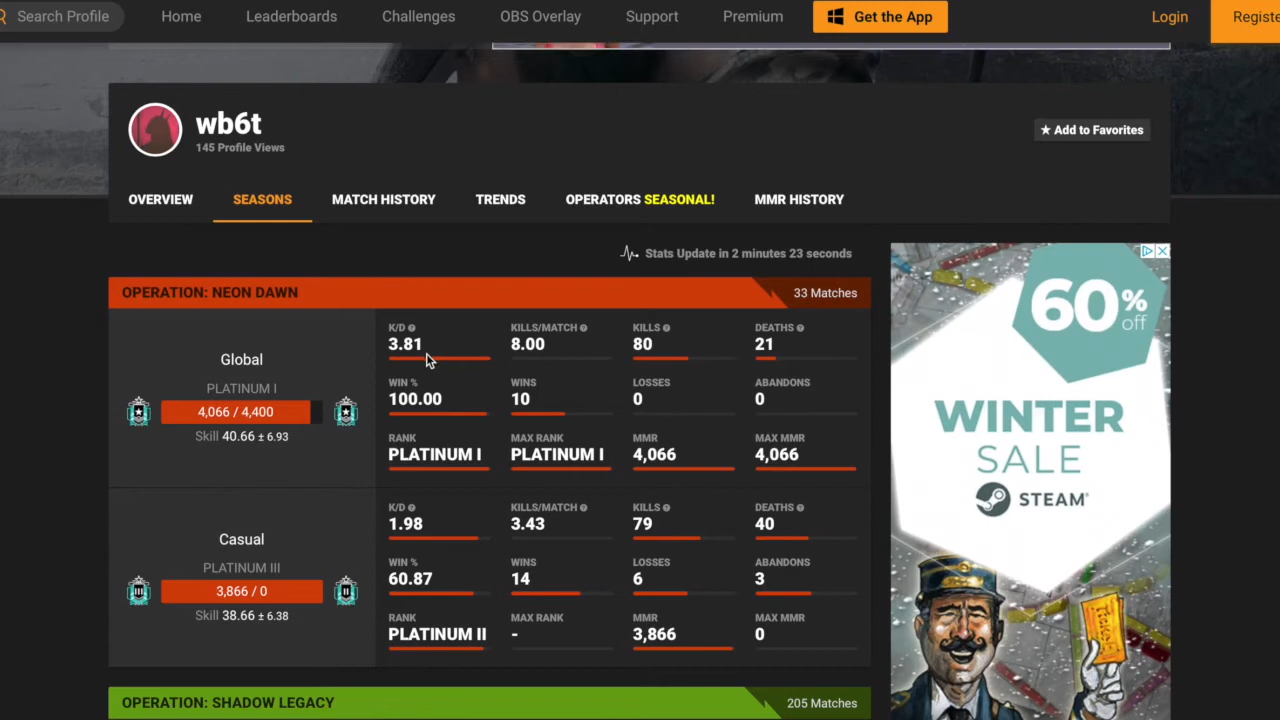 Search Profile
Home Leaderboards Challenges OBS Overlay Support Premium Get the App Login Registe
wb6t
145 Profile Views
★ Add to Favorites
OVERVIEW SEASONS MATCH HISTORY TRENDS OPERATORS SEASONAL! MMR HISTORY
Stats Update in 2 minutes 23 seconds
OPERATION: NEON DAWN 33 Matches
Global
PLATINUM I
4,066 / 4,400
Skill 40.66 ± 6.93
K/D KILLS/MATCH KILLS DEATHS
3.81 8.00 80 21
WIN % WINS LOSSES ABANDONS
100.00 10 0 0
RANK MAX RANK MMR MAX MMR
PLATINUM I PLATINUM I 4,066 4,066
Casual
PLATINUM III
3,866 / 0
Skill 38.66 ± 6.38
K/D KILLS/MATCH KILLS DEATHS
1.98 3.43 79 40
WIN % WINS LOSSES ABANDONS
60.87 14 6 3
RANK MAX RANK MMR MAX MMR
PLATINUM II - 3,866 0
OPERATION: SHADOW LEGACY 205 Matches
60% off
WINTER
SALE
STEAM